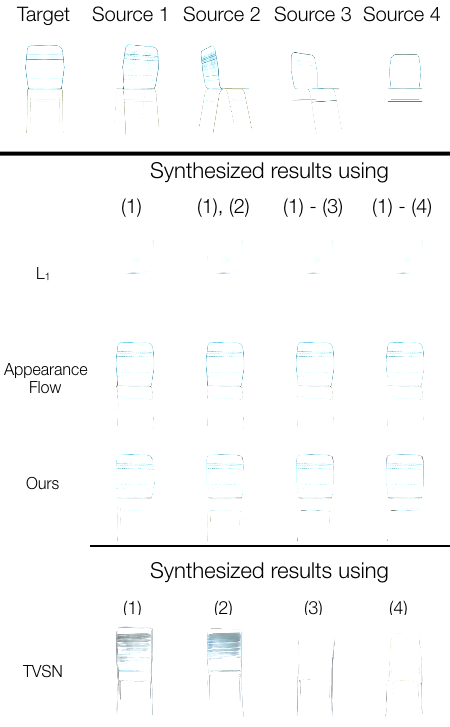 Target Source 1 Source 2 Source 3 Source 4
Synthesized results using
(1) (1), (2) (1) - (3) (1) - (4)
L₁
Appearance
Flow
Ours
Synthesized results using
(1) (2) (3) (4)
TVSN